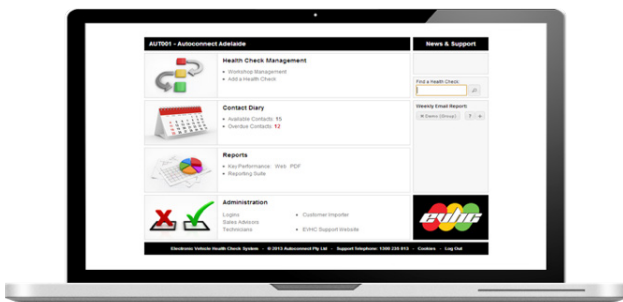 AUT001 - Autoconnect Adelaide
News & Support
Health Check Management
Workshop Management
Add a Health Check
Find a Health Check
Contact Diary
Available Contacts: 15
Overdue Contacts: 12
Weekly Email Report
Demo (Group)
Reports
Key Performance Web PDF
Reporting Suite
Administration
Logins
Customer Importer
Sales Advisors
Technicians
EVHC Support Website
evhc
Electronic Vehicle Health Check System - © 2013 Autoconnect Pty Ltd - Support Telephone: 1300 235 813 - Cookies - Log Out